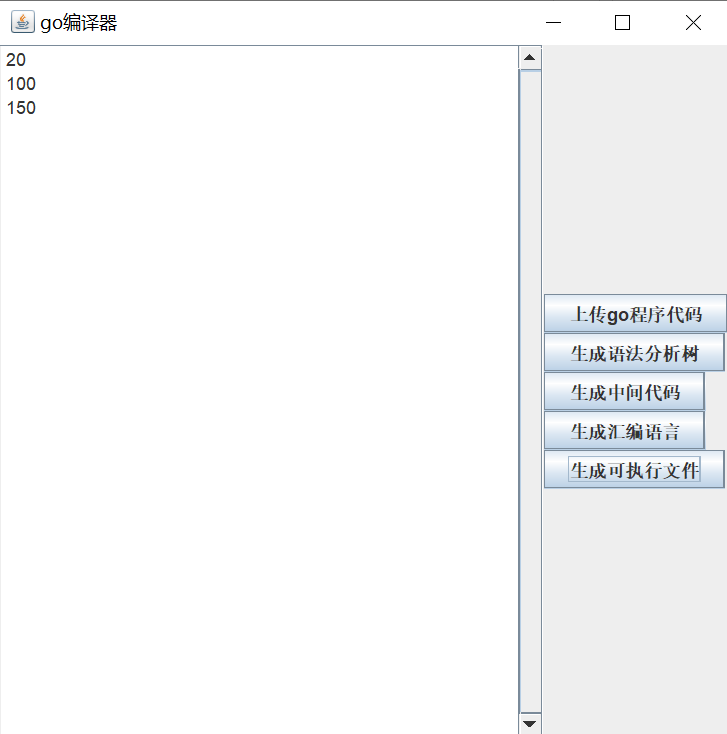 go编译器
20
100
150
上传go程序代码
生成语法分析树
生成中间代码
生成汇编语言
生成可执行文件